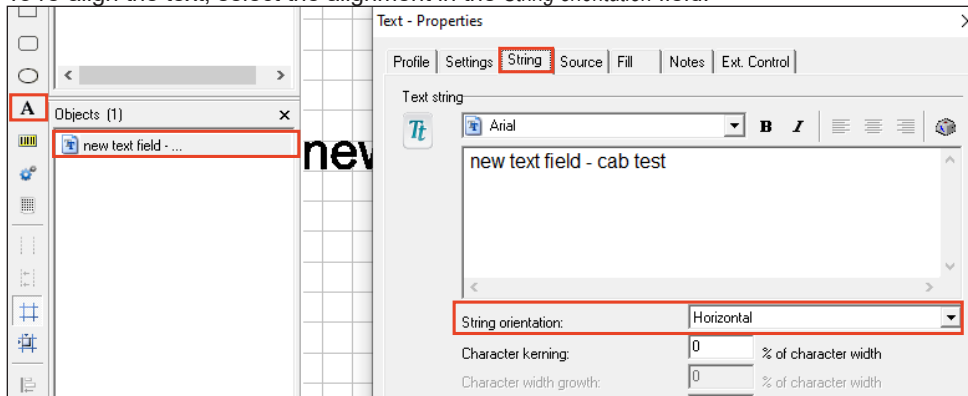 To re-align the text, select the alignment in the String orientation field.
Text - Properties
Profile Settings String Source Fill Notes Ext. Control
A
Objects (1)
new text field - ...
new
Text string
Arial
B I
new text field - cab test
String orientation:
Horizontal
Character kerning:
0
% of character width
Character width growth:
0
% of character width